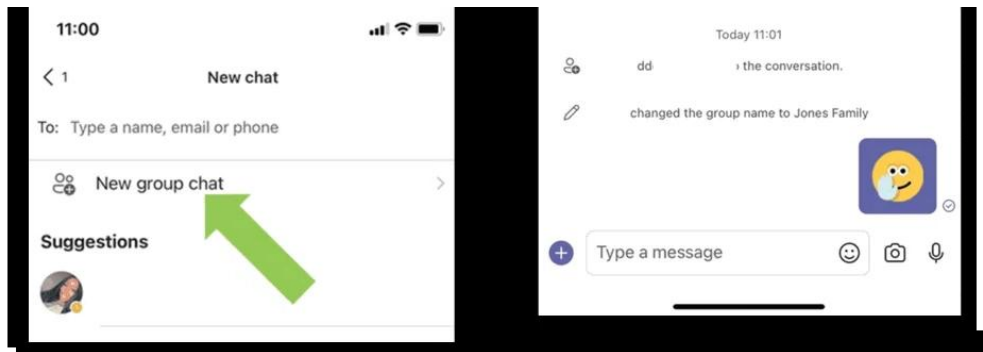 11:00
1
New chat
To: Type a name, email or phone
New group chat
Suggestions
Today 11:01
dd the conversation.
changed the group name to Jones Family
Type a message